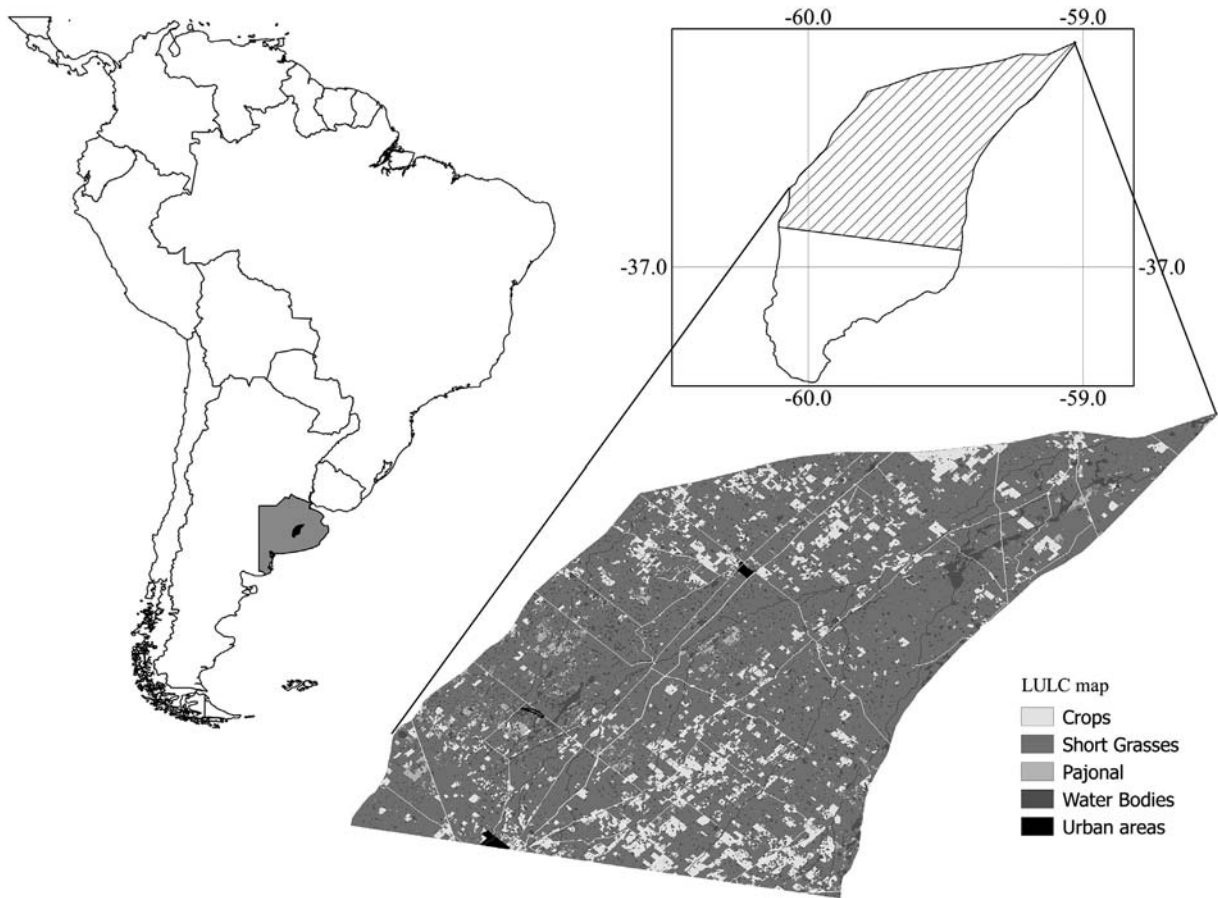 -60.0
-59.0
-37.0
-37.0
-60.0
-59.0
LULC map
Crops
Short Grasses
Pajonal
Water Bodies
Urban areas